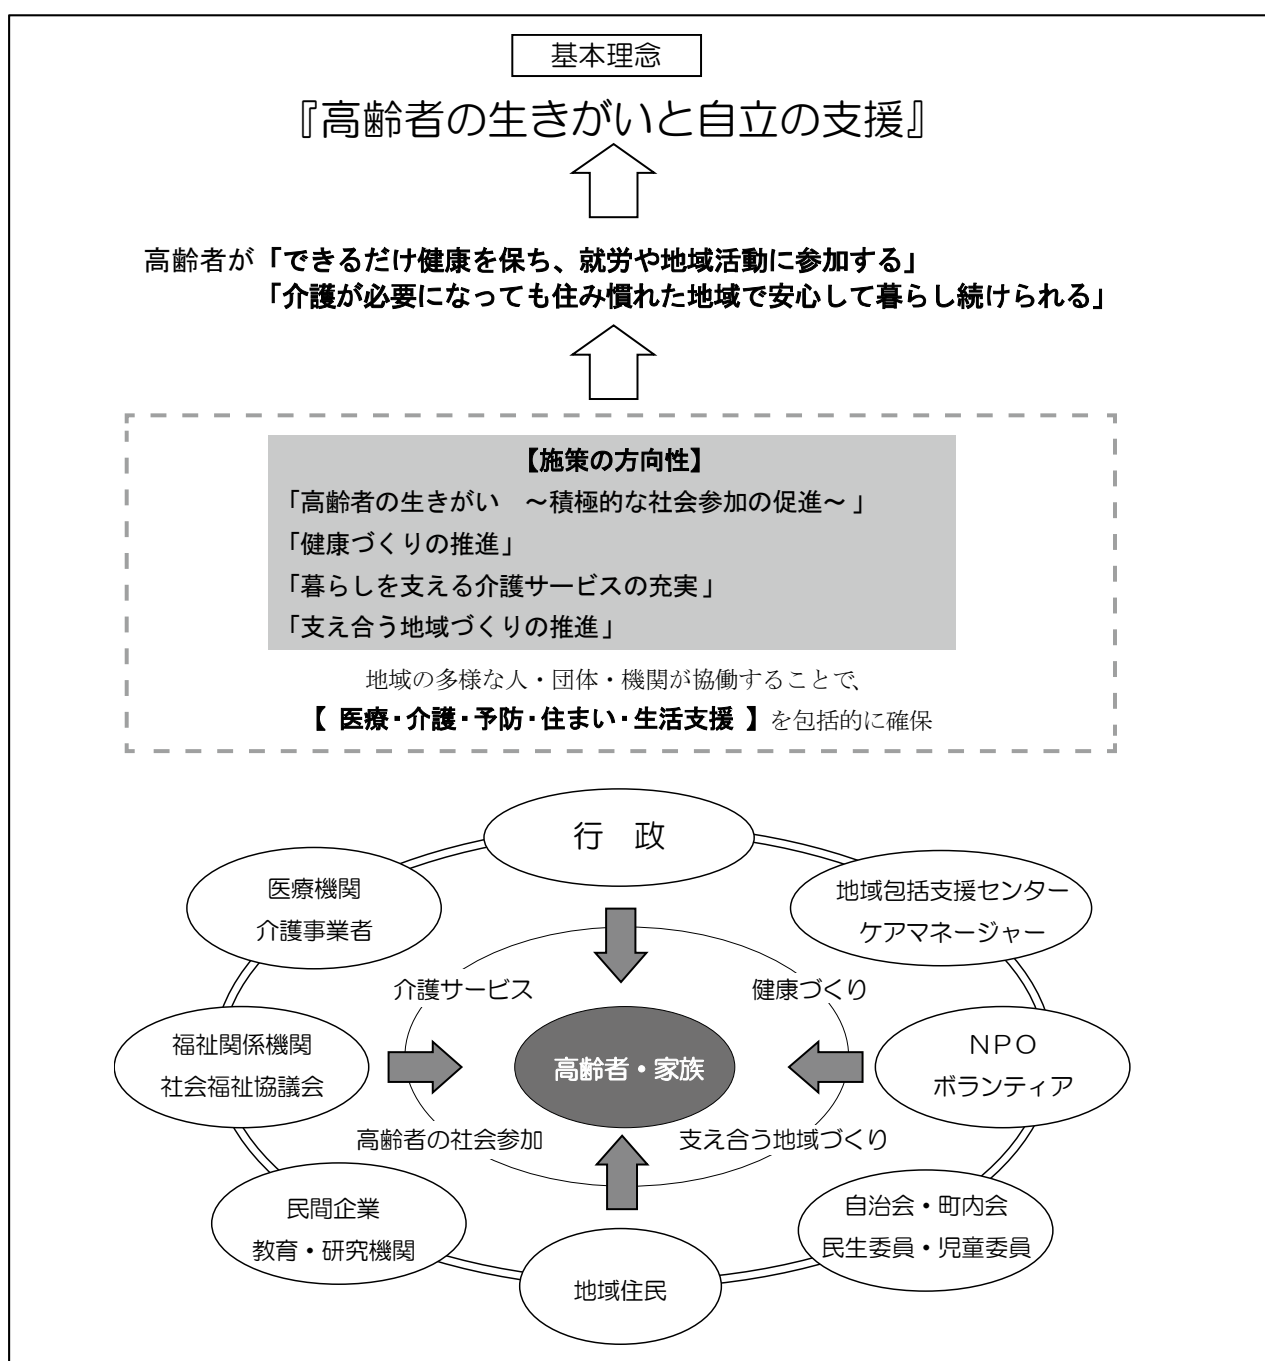 基本理念
『高齢者の生きがいと自立の支援』
高齢者が「できるだけ健康を保ち、就労や地域活動に参加する」
「介護が必要になっても住み慣れた地域で安心して暮らし続けられる」
【施策の方向性】
「高齢者の生きがい　～積極的な社会参加の促進～」
「健康づくりの推進」
「暮らしを支える介護サービスの充実」
「支え合う地域づくりの推進」
地域の多様な人・団体・機関が協働することで、
【 医療・介護・予防・住まい・生活支援 】を包括的に確保
行　政
医療機関
介護事業者
地域包括支援センター
ケアマネージャー
介護サービス
健康づくり
福祉関係機関
社会福祉協議会
高齢者・家族
ＮＰＯ
ボランティア
高齢者の社会参加
支え合う地域づくり
民間企業
教育・研究機関
自治会・町内会
民生委員・児童委員
地域住民